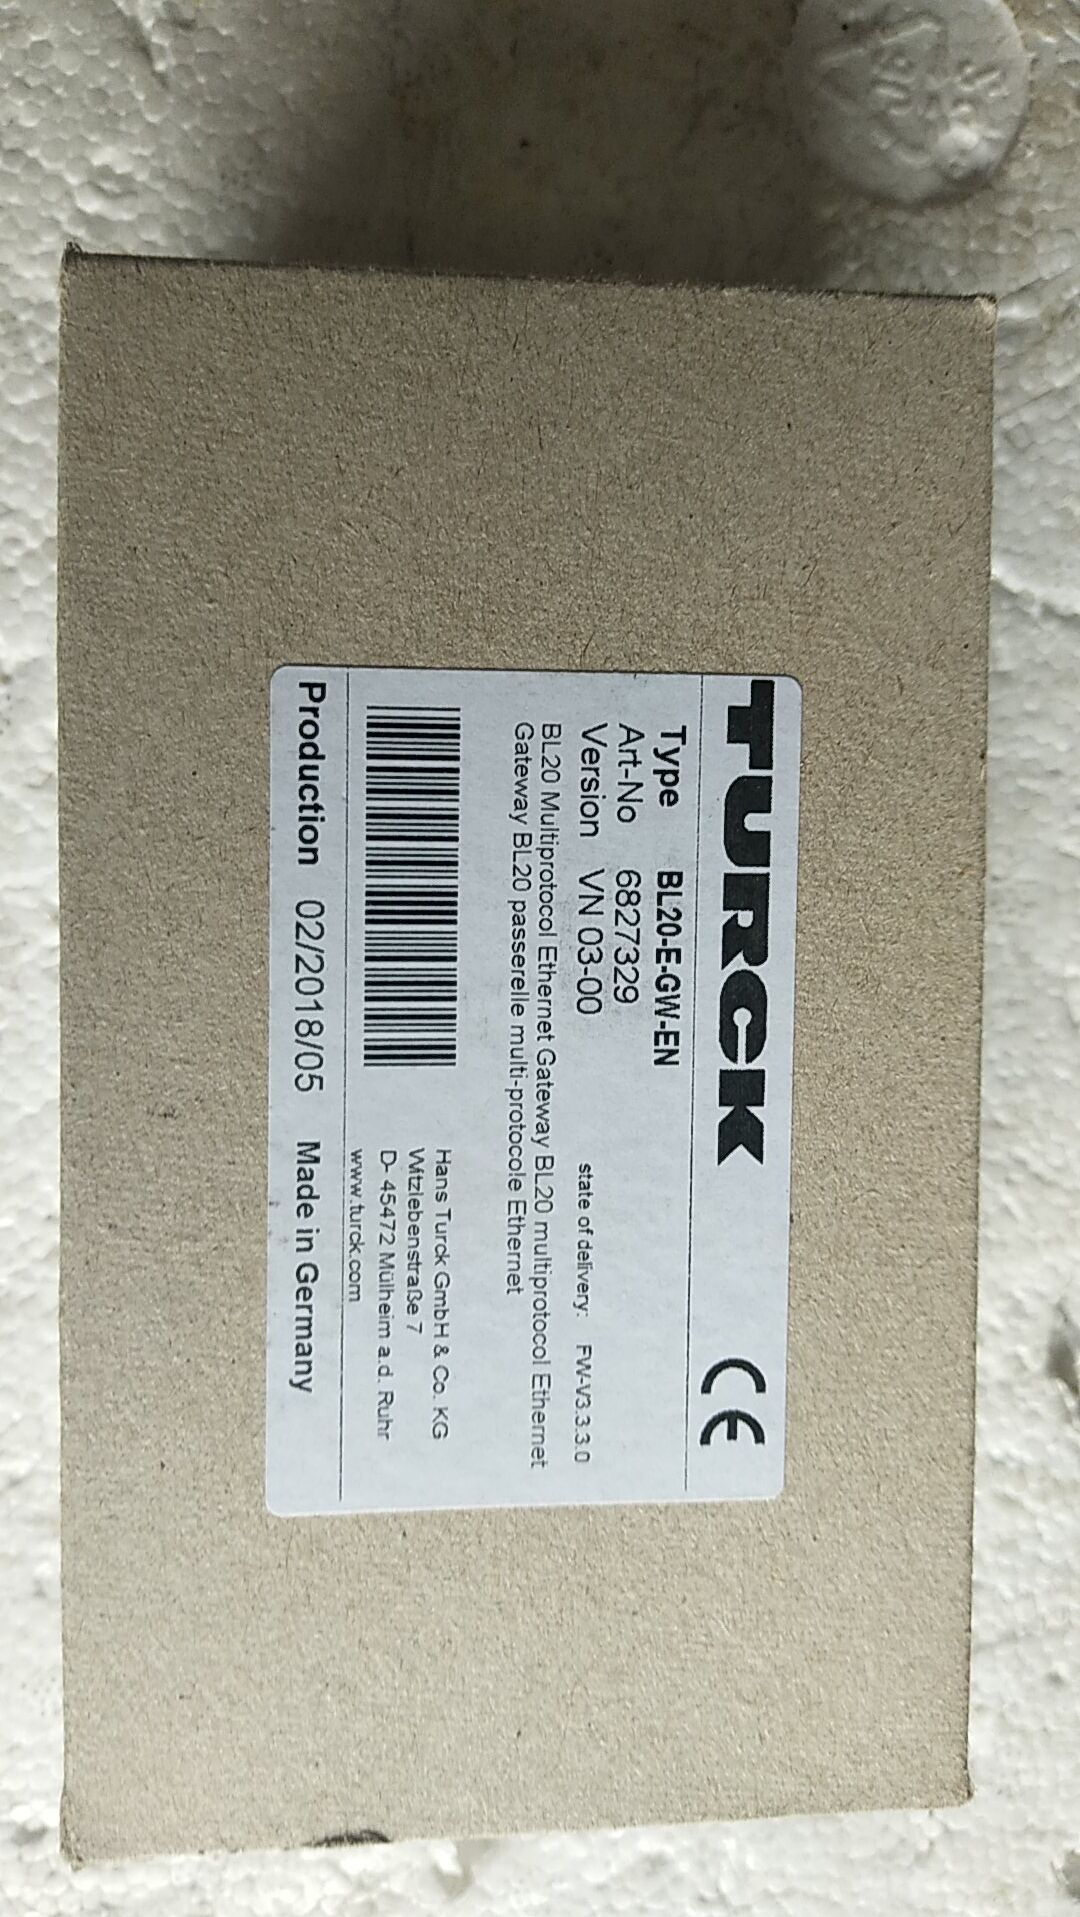 TURCK CE
Type BL20-E-GW-EN
Art-No 6827329
Version VN 03-00 state of delivery: FW-V3.3.3.0
BL20 Multiprotocol Ethernet Gateway BL20 multiprotocol Ethernet
Gateway BL20 passerelle multi-protocole Ethernet
Hans Turck GmbH & Co. KG
Witzlebenstraße 7
D- 45472 Mülheim a.d. Ruhr
www.turck.com
Production 02/2018/05 Made in Germany